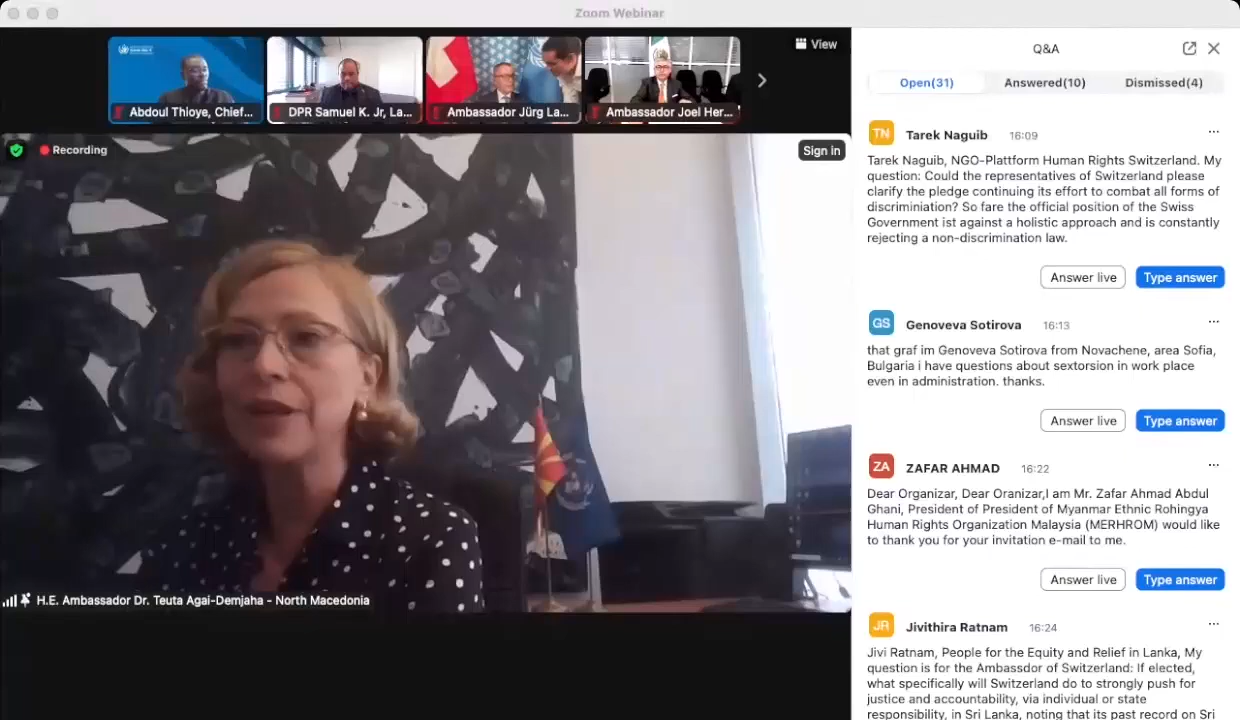 Zoom Webinar
View
Abdoul Thioye, Chief...
DPR Samuel K. Jr, La...
Ambassador Jürg La...
Ambassador Joel Her...
Recording
Sign in
H.E. Ambassador Dr. Teuta Agai-Demjaha - North Macedonia
Q&A
Open(31)
Answered(10)
Dismissed(4)
TN
Tarek Naguib 16:09
Tarek Naguib, NGO-Plattform Human Rights Switzerland. My
question: Could the representatives of Switzerland please
clarify the pledge continuing its effort to combat all forms of
discriminiation? So fare the official position of the Swiss
Government ist against a holistic approach and is constantly
rejecting a non-discrimination law.
Answer live
Type answer
GS
Genoveva Sotirova 16:13
that graf im Genoveva Sotirova from Novachene, area Sofia,
Bulgaria i have questions about sextorsion in work place
even in administration. thanks.
Answer live
Type answer
ZA
ZAFAR AHMAD 16:22
Dear Organizar, Dear Oranizar,I am Mr. Zafar Ahmad Abdul
Ghani, President of President of Myanmar Ethnic Rohingya
Human Rights Organization Malaysia (MERHROM) would like
to thank you for your invitation e-mail to me.
Answer live
Type answer
JR
Jivithira Ratnam 16:24
Jivi Ratnam, People for the Equity and Relief in Lanka, My
question is for the Ambassdor of Switzerland: If elected,
what specifically will Switzerland do to strongly push for
justice and accountability, via individual or state
responsibility, in Sri Lanka, noting that its past record on Sri